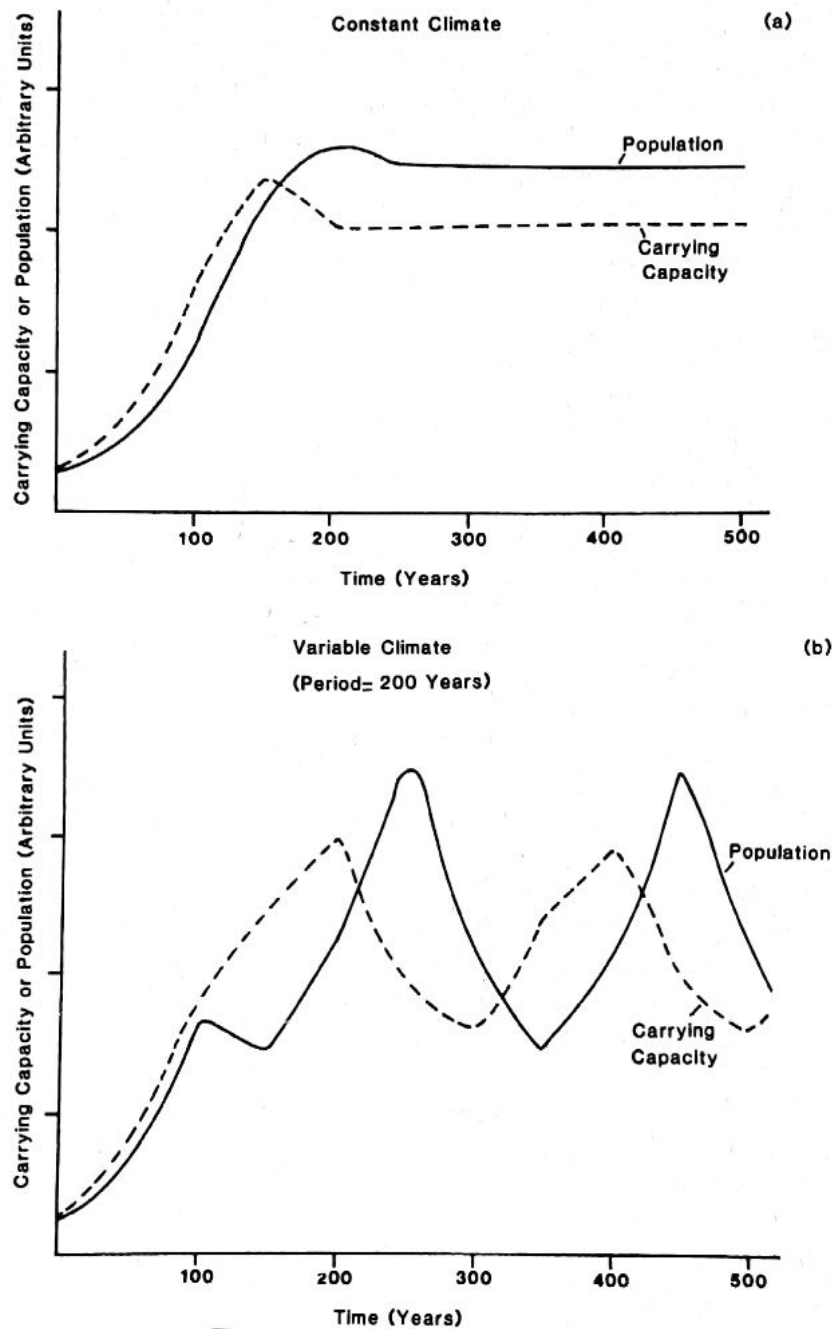 Constant Climate
(a)
Carrying Capacity or Population (Arbitrary Units)
Population
Carrying
Capacity
100 200 300 400 500
Time (Years)
Variable Climate
(b)
(Period= 200 Years)
Carrying Capacity or Population (Arbitrary Units)
Population
Carrying
Capacity
100 200 300 400 500
Time (Years)